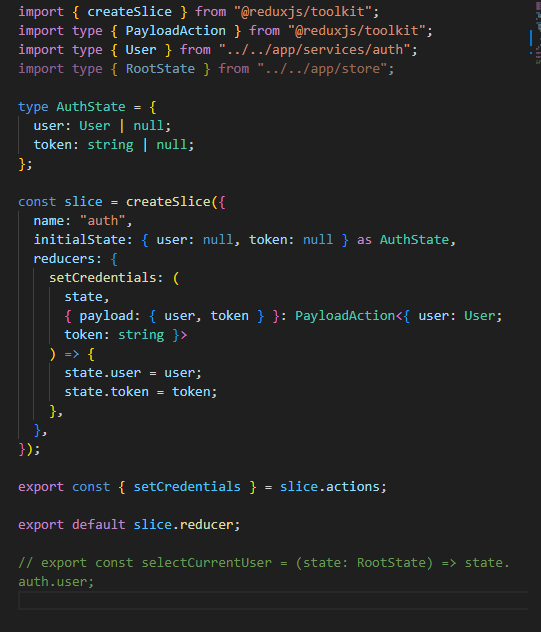 import { createSlice } from "@reduxjs/toolkit";
import type { PayloadAction } from "@reduxjs/toolkit";
import type { User } from "../../app/services/auth";
import type { RootState } from "../../app/store";

type AuthState = {
  user: User | null;
  token: string | null;
};

const slice = createSlice({
  name: "auth",
  initialState: { user: null, token: null } as AuthState,
  reducers: {
    setCredentials: (
      state,
      { payload: { user, token } }: PayloadAction<{ user: User;
      token: string }>
    ) => {
      state.user = user;
      state.token = token;
    },
  },
});

export const { setCredentials } = slice.actions;

export default slice.reducer;

// export const selectCurrentUser = (state: RootState) => state.
auth.user;